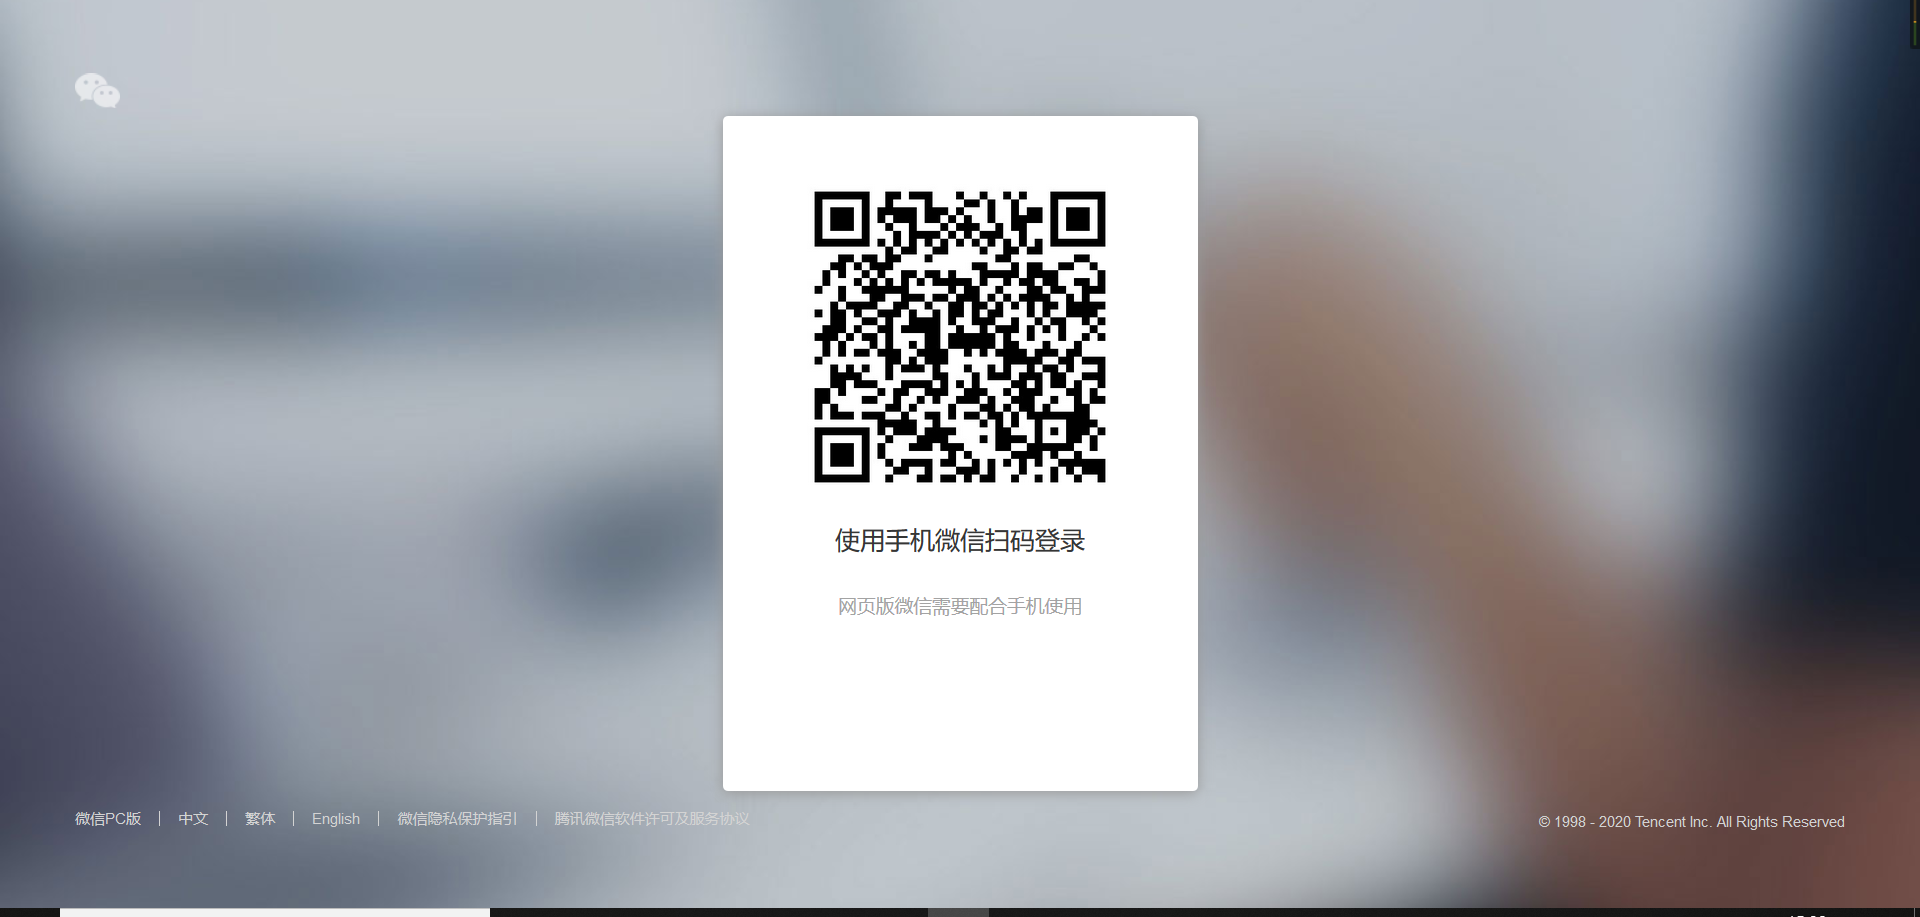 使用手机微信扫码登录
网页版微信需要配合手机使用
微信PC版 | 中文 | 繁体 | English | 微信隐私保护指引 | 腾讯微信软件许可及服务协议
© 1998 - 2020 Tencent Inc. All Rights Reserved